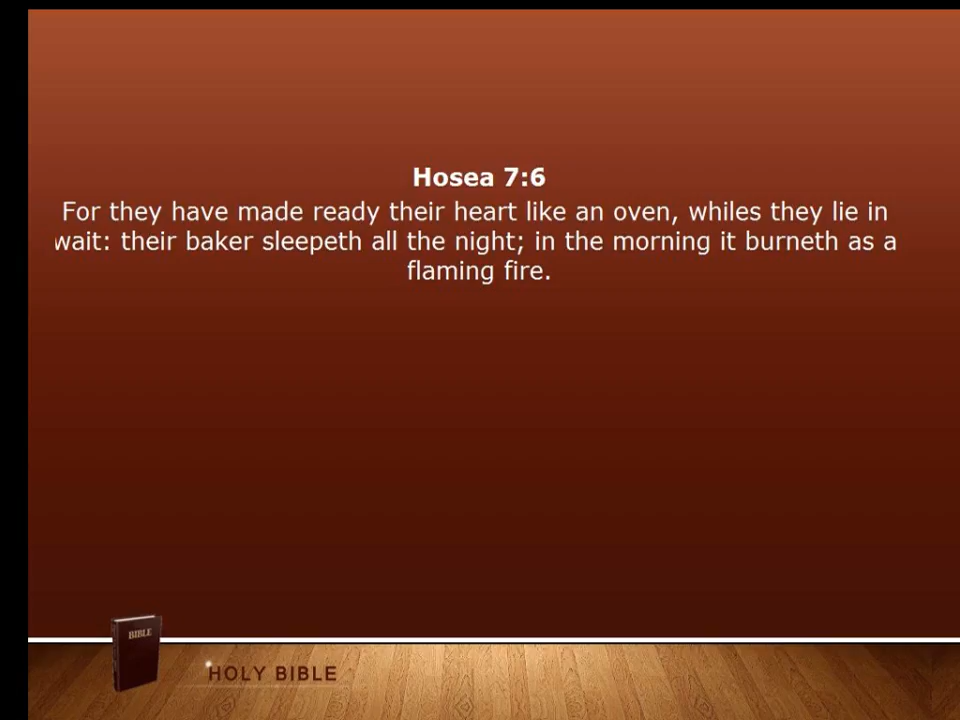 Hosea 7:6
For they have made ready their heart like an oven, whiles they lie in
wait: their baker sleepeth all the night; in the morning it burneth as a
flaming fire.
BIBLE
HOLY BIBLE